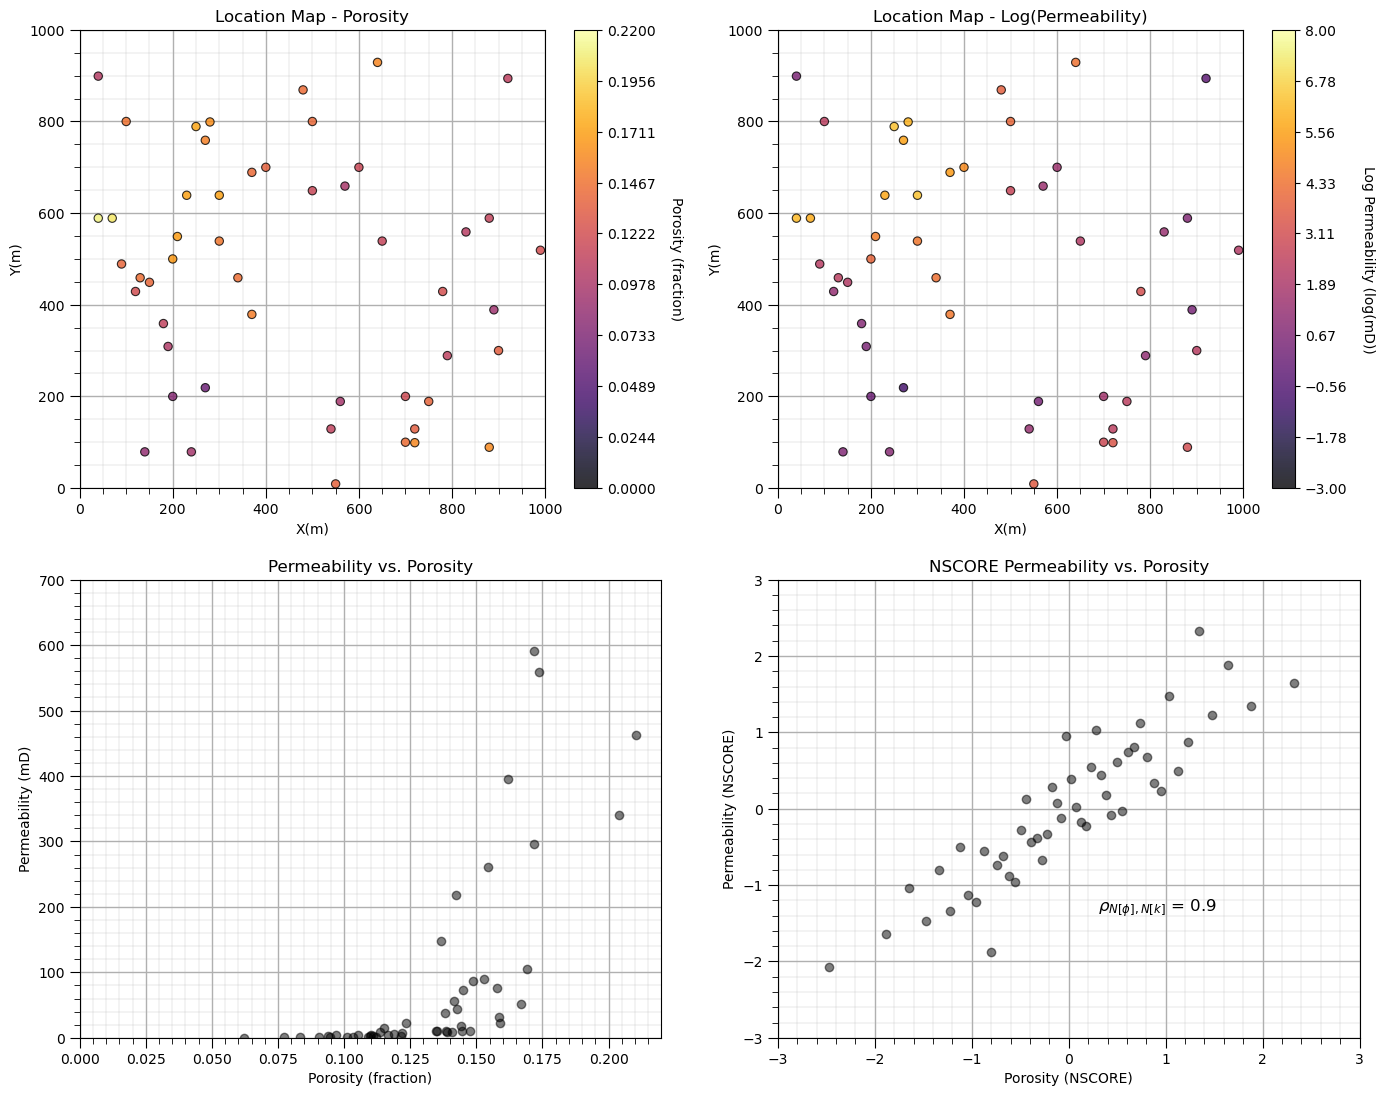 Location Map - Porosity
1000
800
600
400
200
0
Y(m)
0 200 400 600 800 1000
X(m)
0.2200
0.1956
0.1711
0.1467
0.1222
0.0978
0.0733
0.0489
0.0244
0.0000
Porosity (fraction)
Location Map - Log(Permeability)
1000
800
600
400
200
0
Y(m)
0 200 400 600 800 1000
X(m)
8.00
6.78
5.56
4.33
3.11
1.89
0.67
−0.56
−1.78
−3.00
Log Permeability (log(mD))
Permeability vs. Porosity
700
600
500
400
300
200
100
0
Permeability (mD)
0.000 0.025 0.050 0.075 0.100 0.125 0.150 0.175 0.200
Porosity (fraction)
NSCORE Permeability vs. Porosity
3
2
1
0
−1
−2
−3
Permeability (NSCORE)
ρN[ϕ],N[k] = 0.9
−3 −2 −1 0 1 2 3
Porosity (NSCORE)